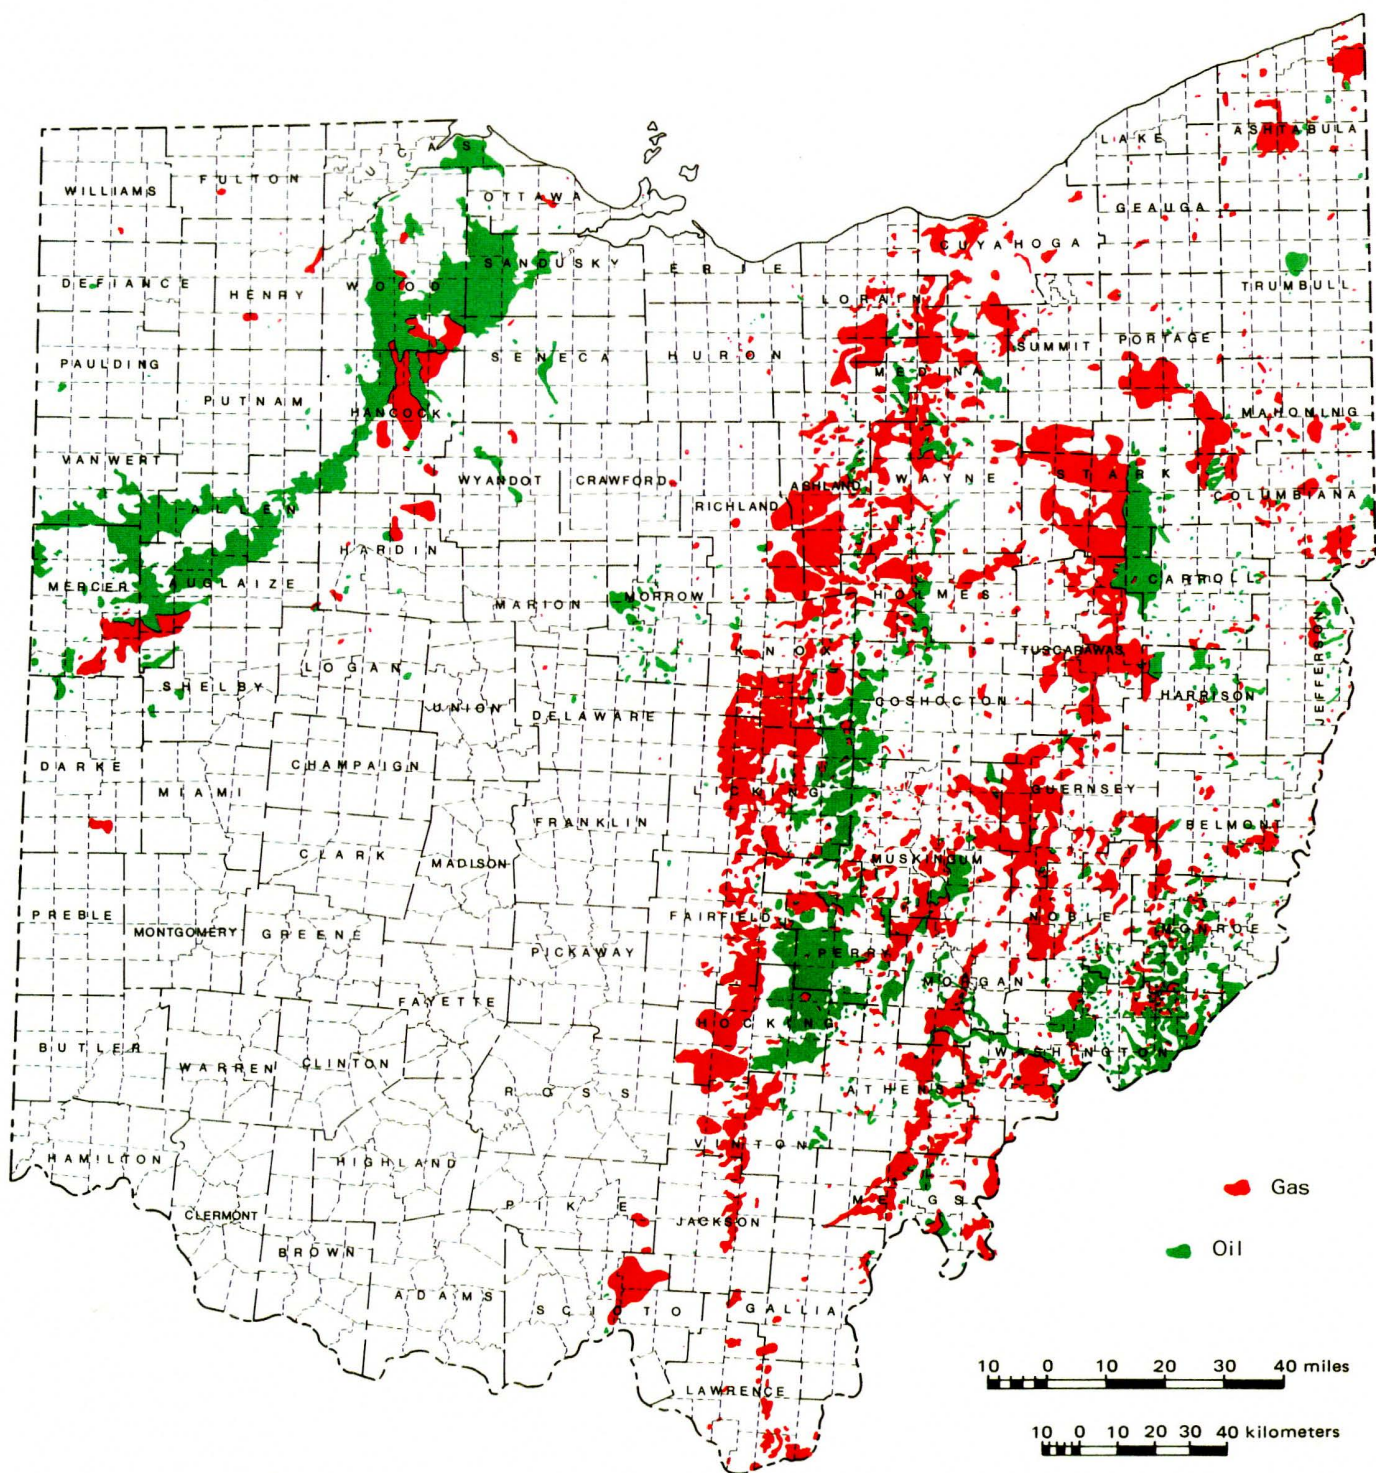 LAKE
ASHTABULA
LUCAS
FULTON
WILLIAMS
OTTAWA
GEAUGA
CUYAHOGA
SANDUSKY
ERIE
DEFIANCE
HENRY
WOOD
LORAIN
TRUMBULL
PAULDING
SENECA
HURON
MEDINA
SUMMIT
PORTAGE
PUTNAM
HANCOCK
MAHONING
VANWERT
WYANDOT
CRAWFORD
RICHLAND
ASHLAND
WAYNE
STARK
COLUMBIANA
ALLEN
HARDIN
MERCER
AUGLAIZE
MARION
MORROW
HOLMES
CARROLL
JEFFERSON
LOGAN
KNOX
TUSCARAWAS
SHELBY
UNION
DELAWARE
COSHOCTON
HARRISON
DARKE
MIAMI
CHAMPAIGN
LICKING
GUERNSEY
FRANKLIN
BELMONT
CLARK
MADISON
MUSKINGUM
PREBLE
MONTGOMERY
GREENE
FAIRFIELD
NOBLE
MONROE
PICKAWAY
PERRY
MORGAN
FAYETTE
HOCKING
BUTLER
WARREN
CLINTON
WASHINGTON
ROSS
ATHENS
VINTON
HAMILTON
HIGHLAND
PIKE
MEIGS
CLERMONT
JACKSON
BROWN
ADAMS
SCIOTO
GALLIA
LAWRENCE
Gas
Oil
10 0 10 20 40 miles
10 0 10 20 30 40 kilometers